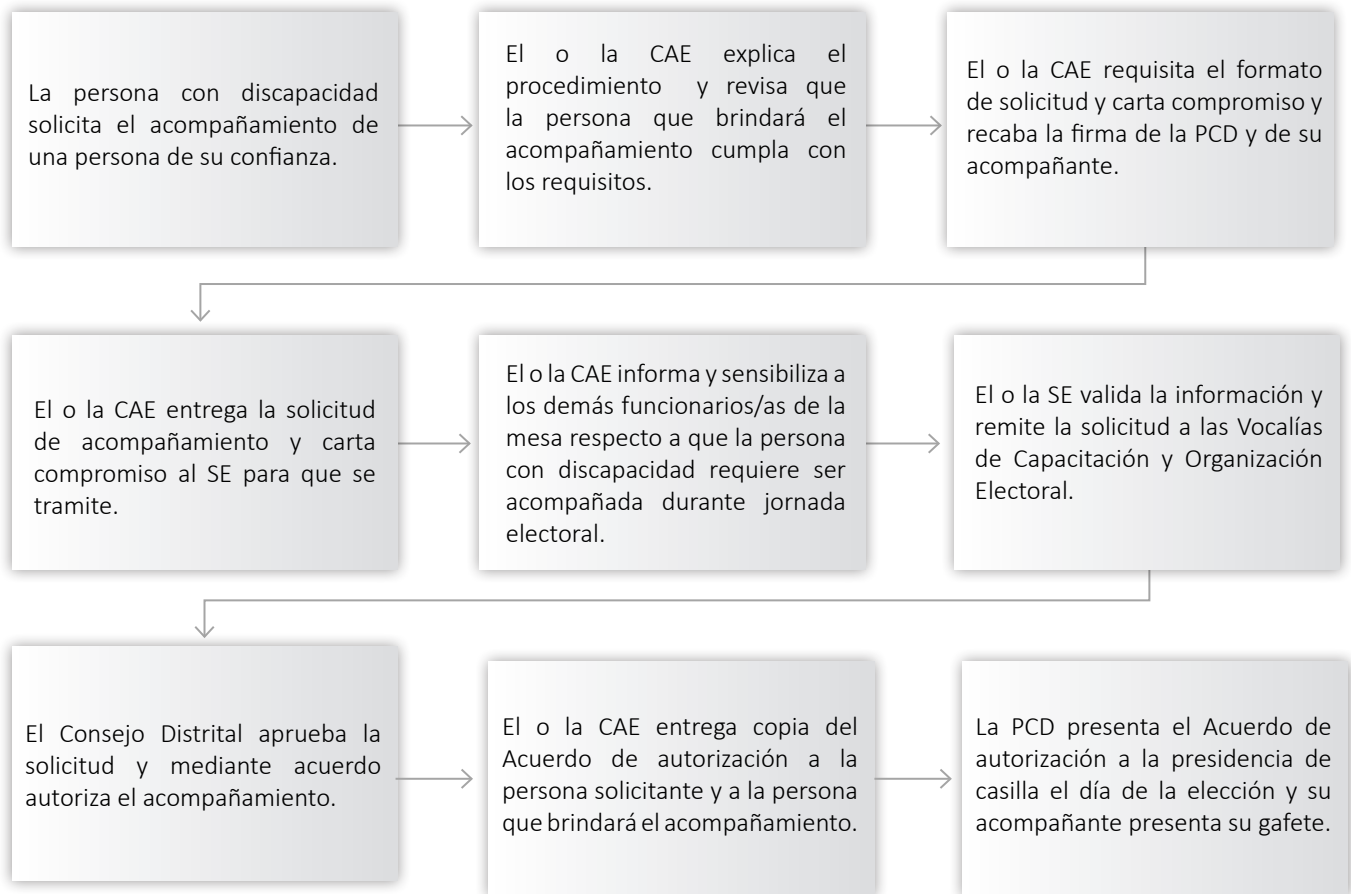 La persona con discapacidad
solicita el acompañamiento de
una persona de su confianza.
El o la CAE explica el
procedimiento y revisa que
la persona que brindará el
acompañamiento cumpla con
los requisitos.
El o la CAE requisita el formato
de solicitud y carta compromiso y
recaba la firma de la PCD y de su
acompañante.
El o la CAE entrega la solicitud
de acompañamiento y carta
compromiso al SE para que se
tramite.
El o la CAE informa y sensibiliza a
los demás funcionarios/as de la
mesa respecto a que la persona
con discapacidad requiere ser
acompañada durante jornada
electoral.
El o la SE valida la información y
remite la solicitud a las Vocalías
de Capacitación y Organización
Electoral.
El Consejo Distrital aprueba la
solicitud y mediante acuerdo
autoriza el acompañamiento.
El o la CAE entrega copia del
Acuerdo de autorización a la
persona solicitante y a la persona
que brindará el acompañamiento.
La PCD presenta el Acuerdo de
autorización a la presidencia de
casilla el día de la elección y su
acompañante presenta su gafete.